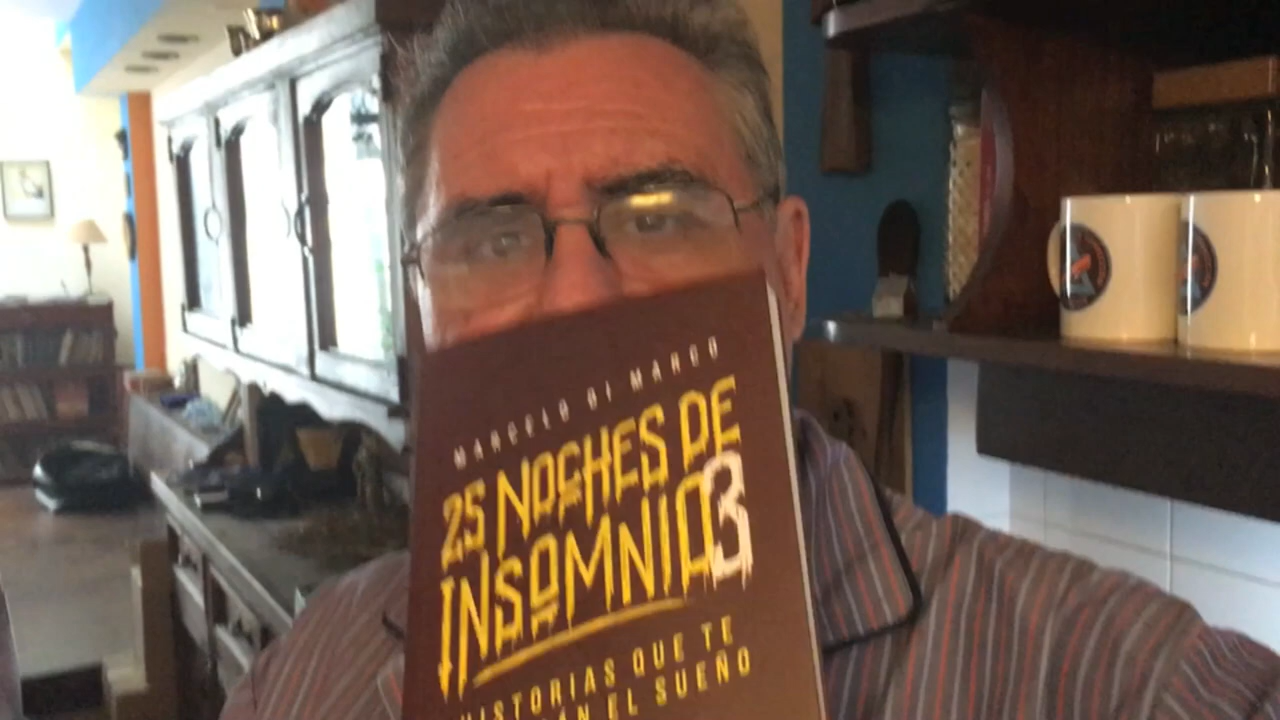 MARCELO DI MARCO
25 NOCHES DE
INSOMNIO 3
HISTORIAS QUE TE
EL SUEÑO